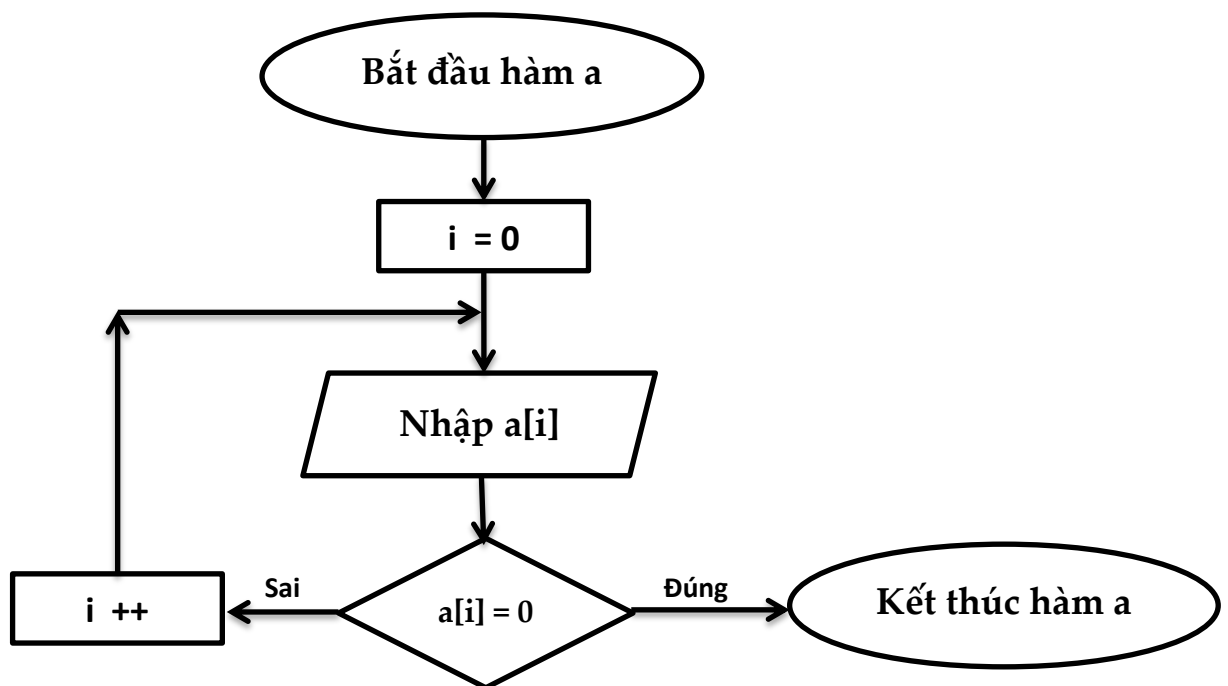 Bắt đầu hàm a
i = 0
Nhập a[i]
Sai
Đúng
i ++
a[i] = 0
Kết thúc hàm a